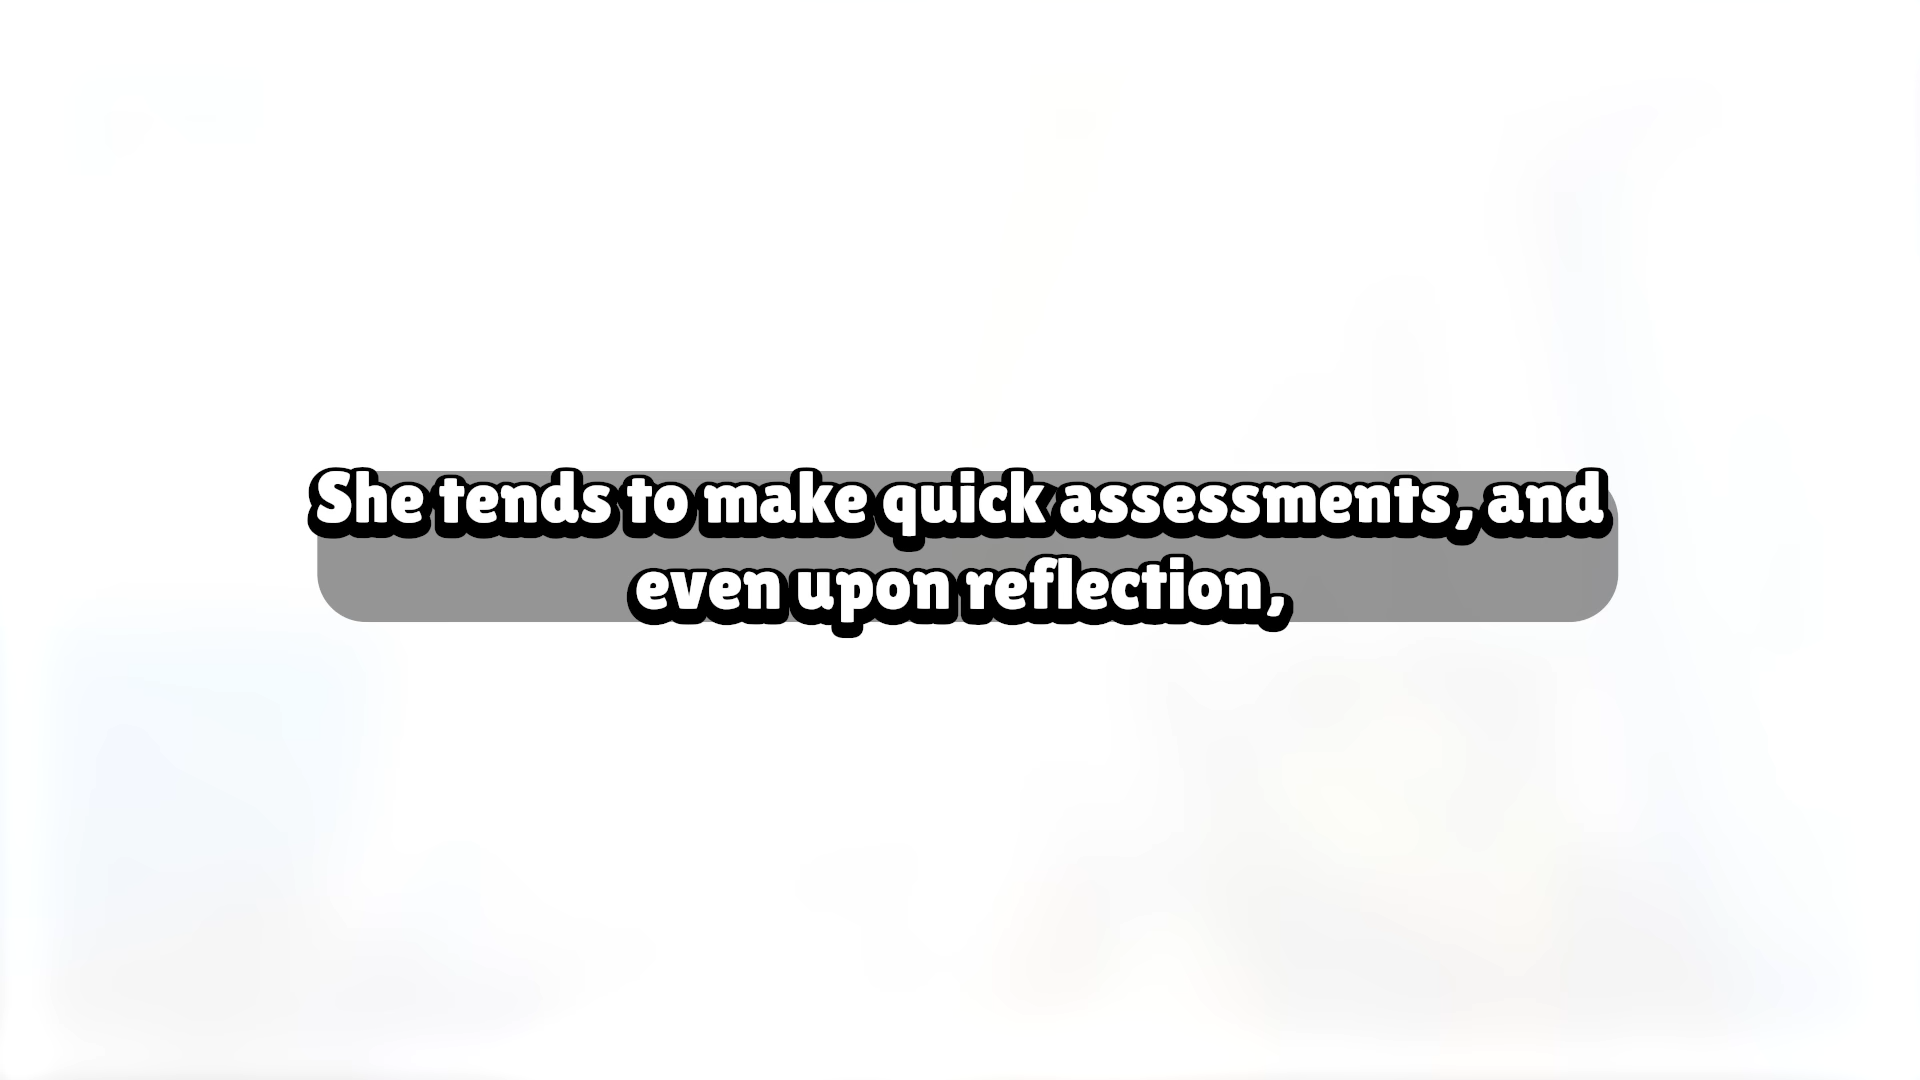 She tends to make quick assessments, and
even upon reflection,